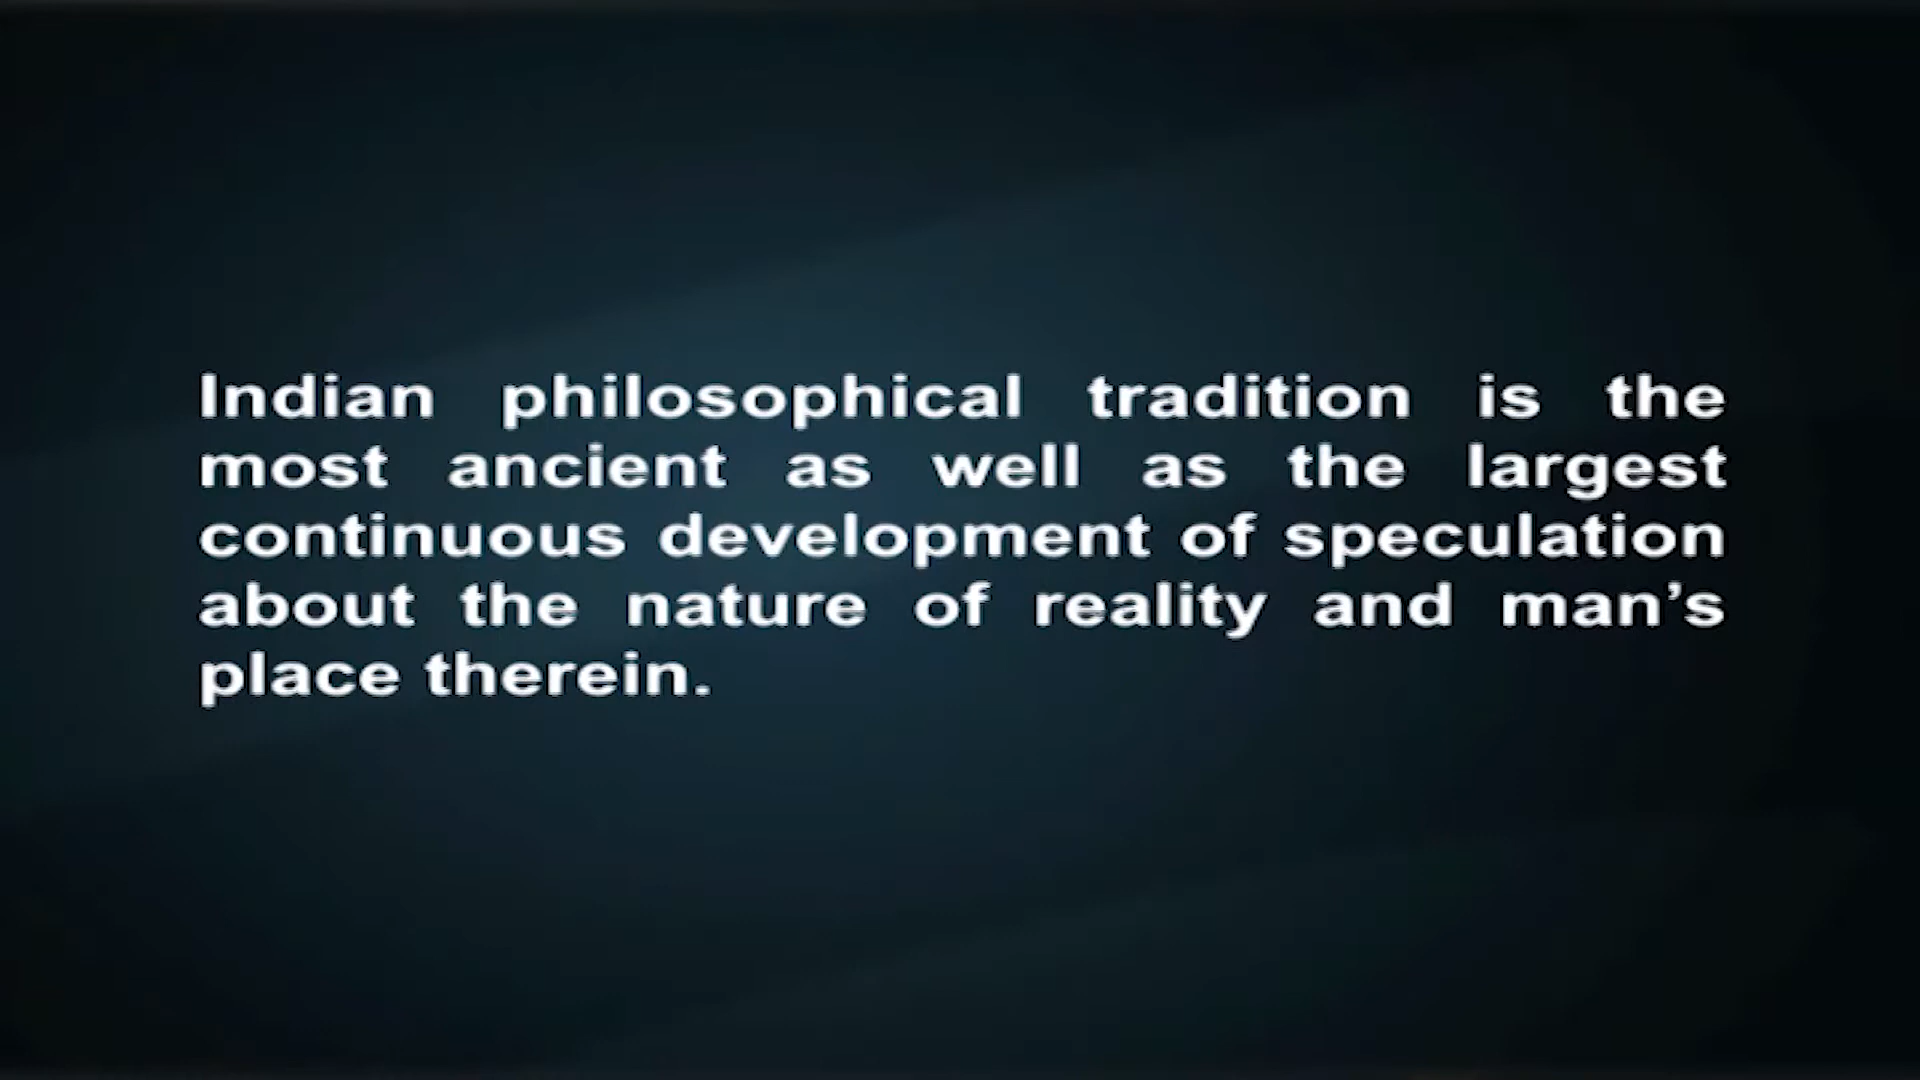 Indian philosophical tradition is the
most ancient as well as the largest
continuous development of speculation
about the nature of reality and man’s
place therein.